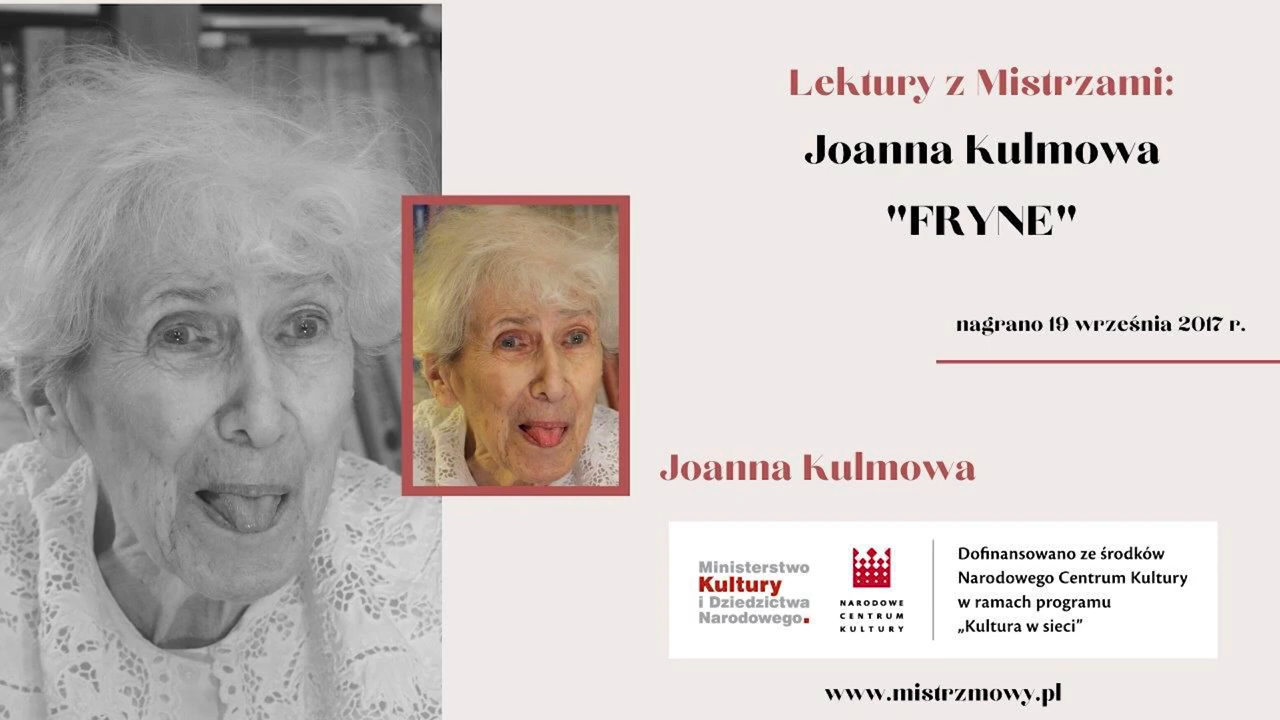 Lektury z Mistrzami:
Joanna Kulmowa
"FRYNE"
nagrano 19 września 2017 r.
Joanna Kulmowa
Ministerstwo
Kultury
i Dziedzictwa
Narodowego.
NARODOWE
CENTRUM
KULTURY
Dofinansowano ze środków
Narodowego Centrum Kultury
w ramach programu
„Kultura w sieci”
www.mistrzmowy.pl